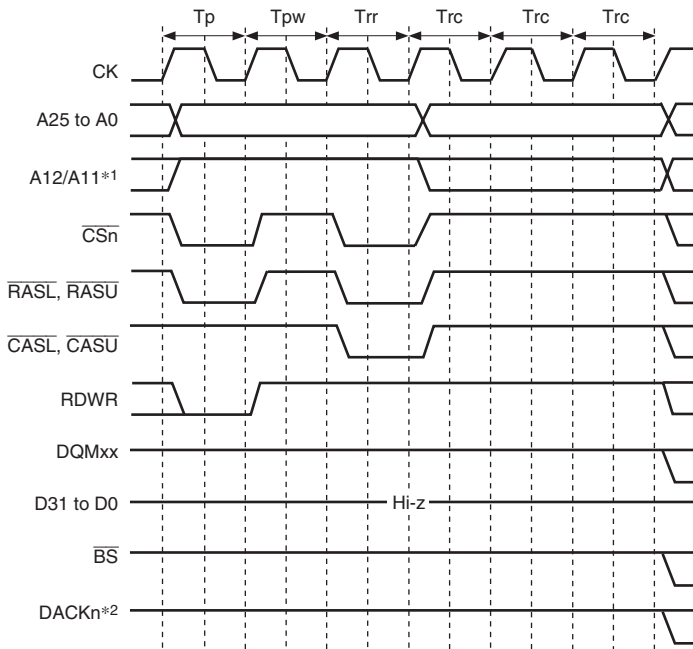 Tp Tpw Trr Trc Trc Trc
CK
A25 to A0
A12/A11*1
CSn
RASL, RASU
CASL, CASU
RDWR
DQMxx
D31 to D0
Hi-z
BS
DACKn*2